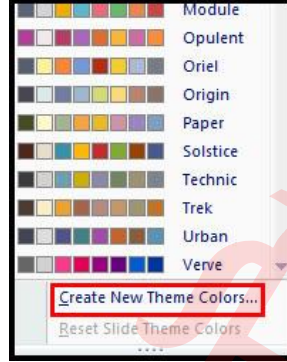 Module
Opulent
Oriel
Origin
Paper
Solstice
Technic
Trek
Urban
Verve
Create New Theme Colors...
Reset Slide Theme Colors